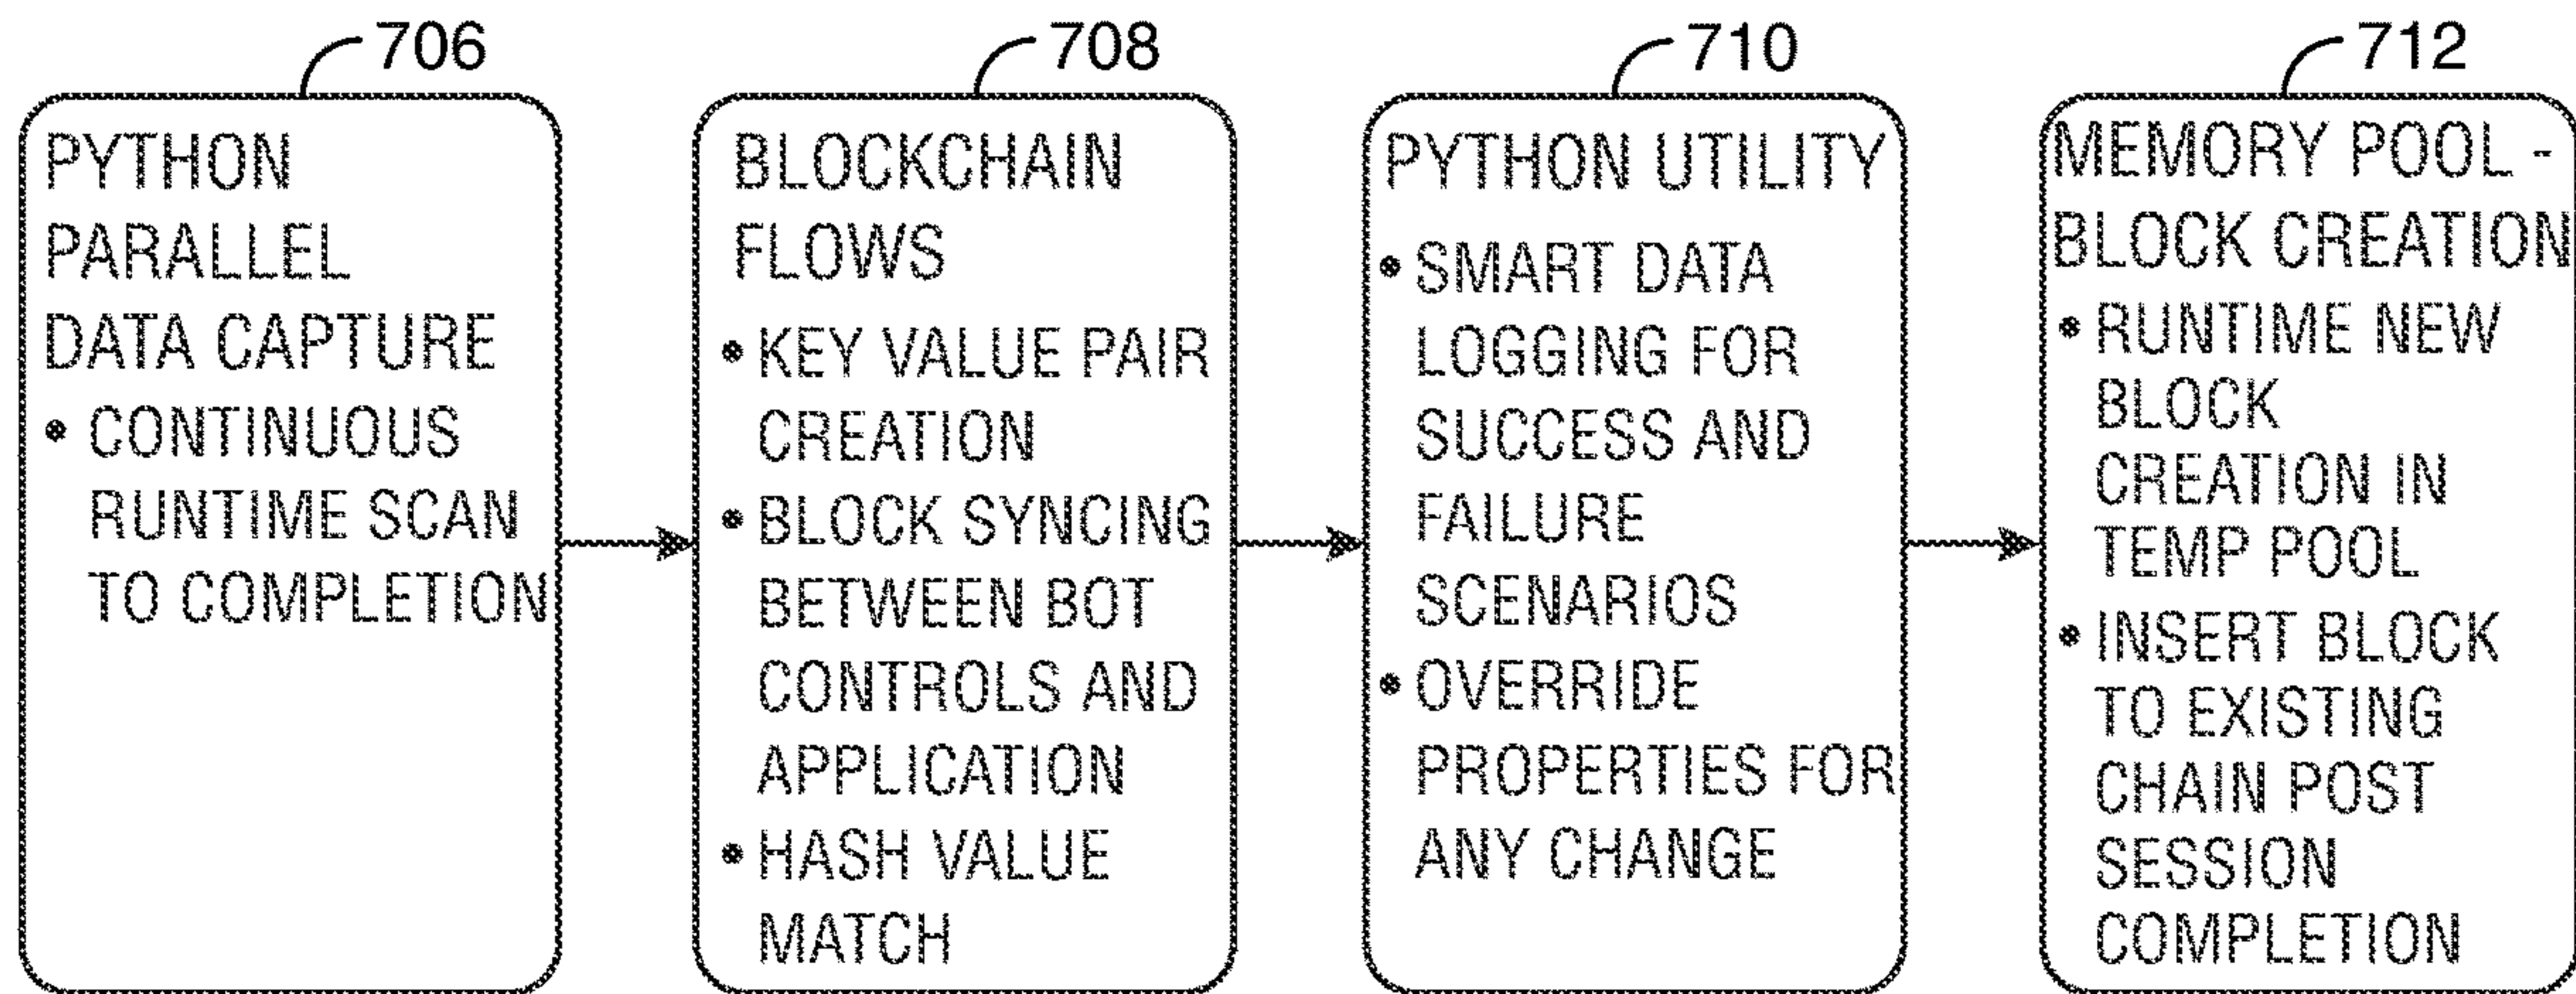 706
PYTHON
PARALLEL
DATA CAPTURE
• CONTINUOUS
RUNTIME SCAN
TO COMPLETION
708
BLOCKCHAIN
FLOWS
• KEY VALUE PAIR
CREATION
• BLOCK SYNCING
BETWEEN BOT
CONTROLS AND
APPLICATION
• HASH VALUE
MATCH
710
PYTHON UTILITY
• SMART DATA
LOGGING FOR
SUCCESS AND
FAILURE
SCENARIOS
• OVERRIDE
PROPERTIES FOR
ANY CHANGE
712
MEMORY POOL -
BLOCK CREATION
• RUNTIME NEW
BLOCK
CREATION IN
TEMP POOL
• INSERT BLOCK
TO EXISTING
CHAIN POST
SESSION
COMPLETION